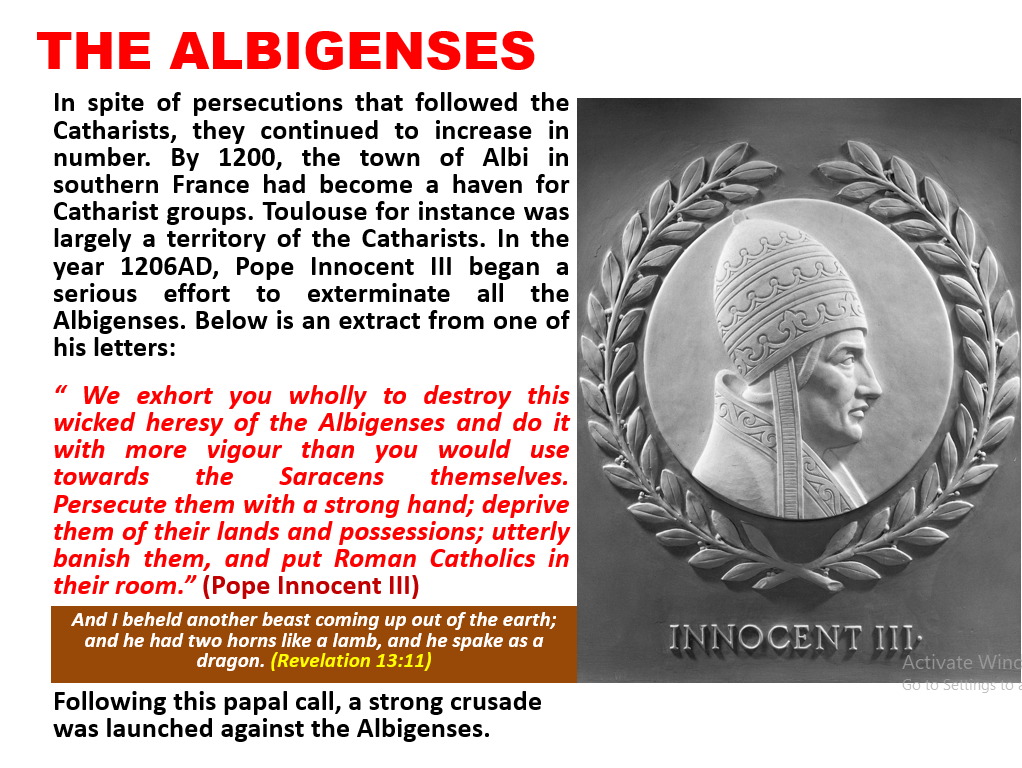 THE ALBIGENSES
In spite of persecutions that followed the
Catharists, they continued to increase in
number. By 1200, the town of Albi in
southern France had become a haven for
Catharist groups. Toulouse for instance was
largely a territory of the Catharists. In the
year 1206AD, Pope Innocent III began a
serious effort to exterminate all the
Albigenses. Below is an extract from one of
his letters:
“ We exhort you wholly to destroy this
wicked heresy of the Albigenses and do it
with more vigour than you would use
towards the Saracens themselves.
Persecute them with a strong hand; deprive
them of their lands and possessions; utterly
banish them, and put Roman Catholics in
their room.” (Pope Innocent III)
And I beheld another beast coming up out of the earth;
and he had two horns like a lamb, and he spake as a
dragon. (Revelation 13:11)
Following this papal call, a strong crusade
was launched against the Albigenses.
INNOCENT III·
Activate Winc
Go to Settings to a